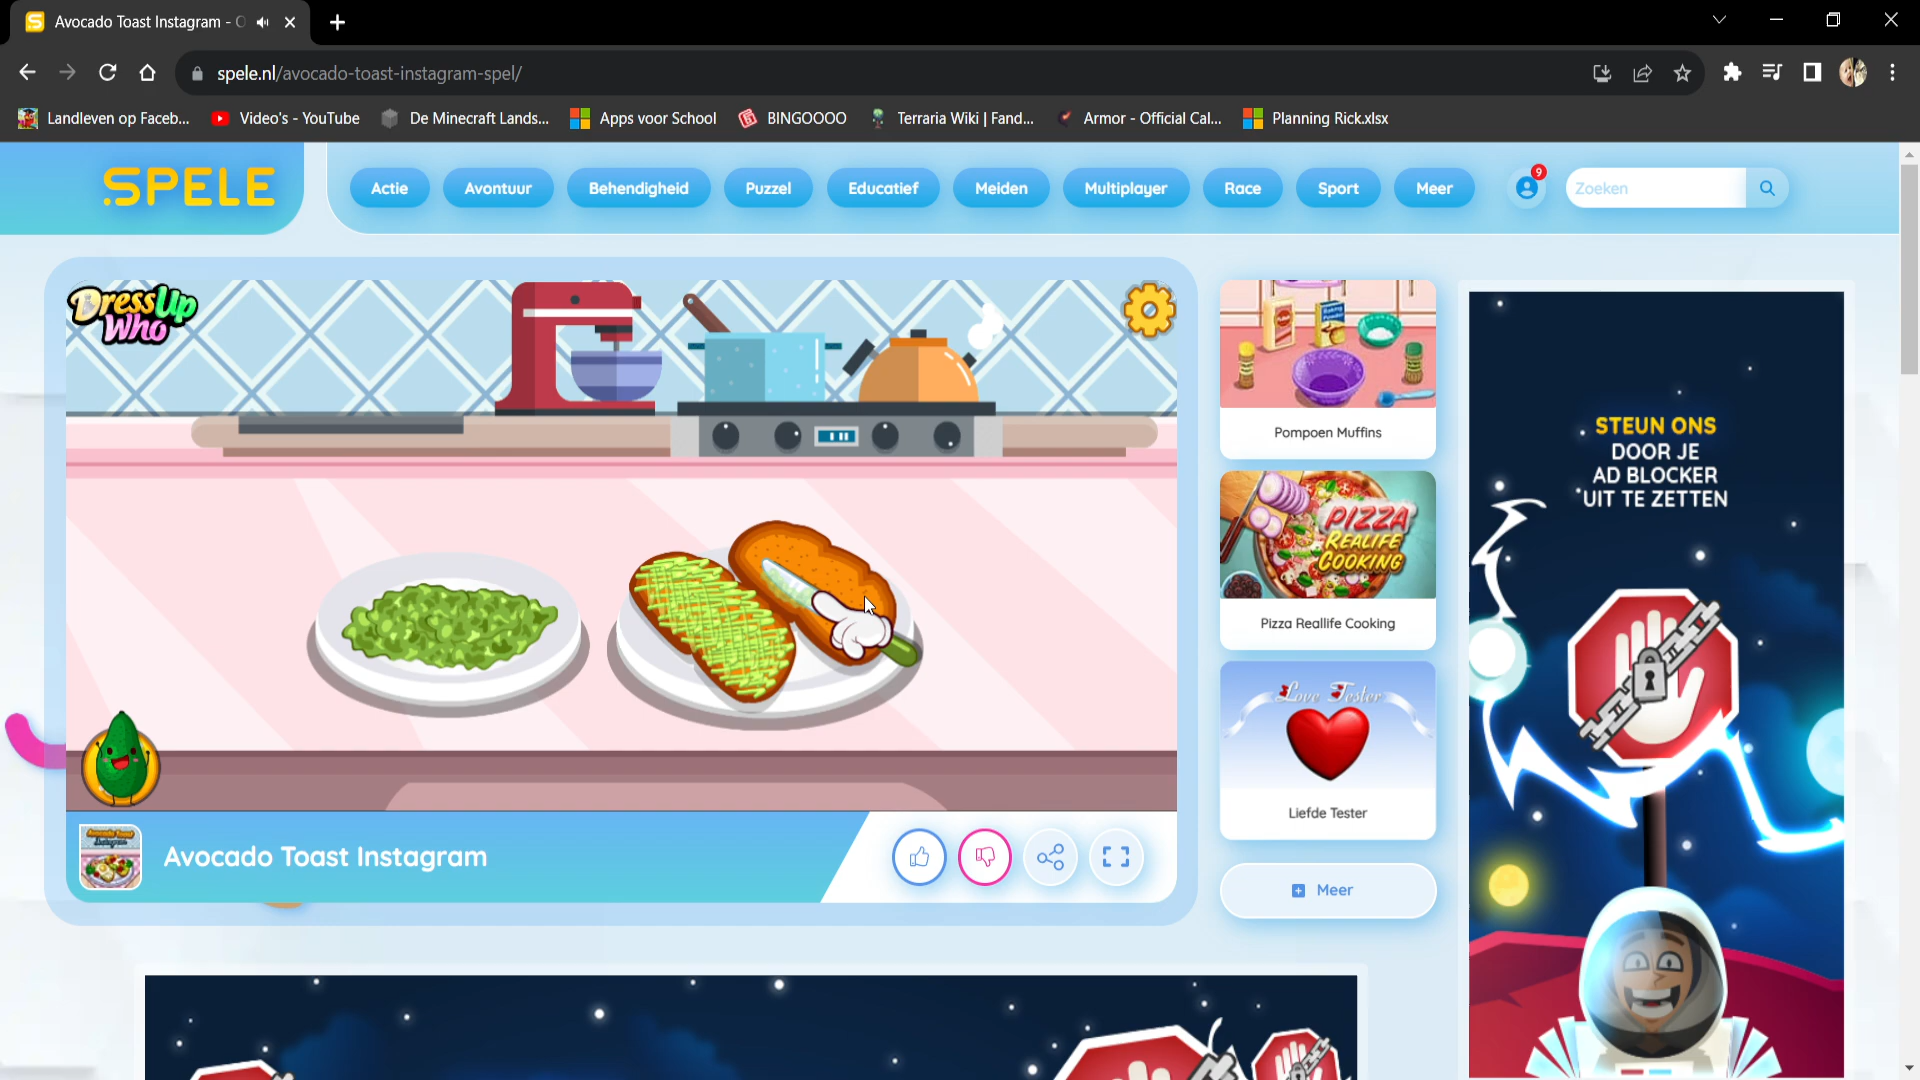 Avocado Toast Instagram -
spele.nl/avocado-toast-instagram-spel/
Landleven op Faceb...
Video's - YouTube
De Minecraft Lands...
Apps voor School
BINGOOOO
Terraria Wiki | Fand...
Armor - Official Cal...
Planning Rick.xlsx
.SPELE
Actie
Avontuur
Behendigheid
Puzzel
Educatief
Meiden
Multiplayer
Race
Sport
Meer
9
Zoeken
DressUp
Who
Pompoen Muffins
PIZZA
REALIFE
COOKING
Pizza Reallife Cooking
Love Tester
Liefde Tester
Meer
STEUN ONS
DOOR JE
AD BLOCKER
UIT TE ZETTEN
Avocado Toast
Instagram
Avocado Toast Instagram